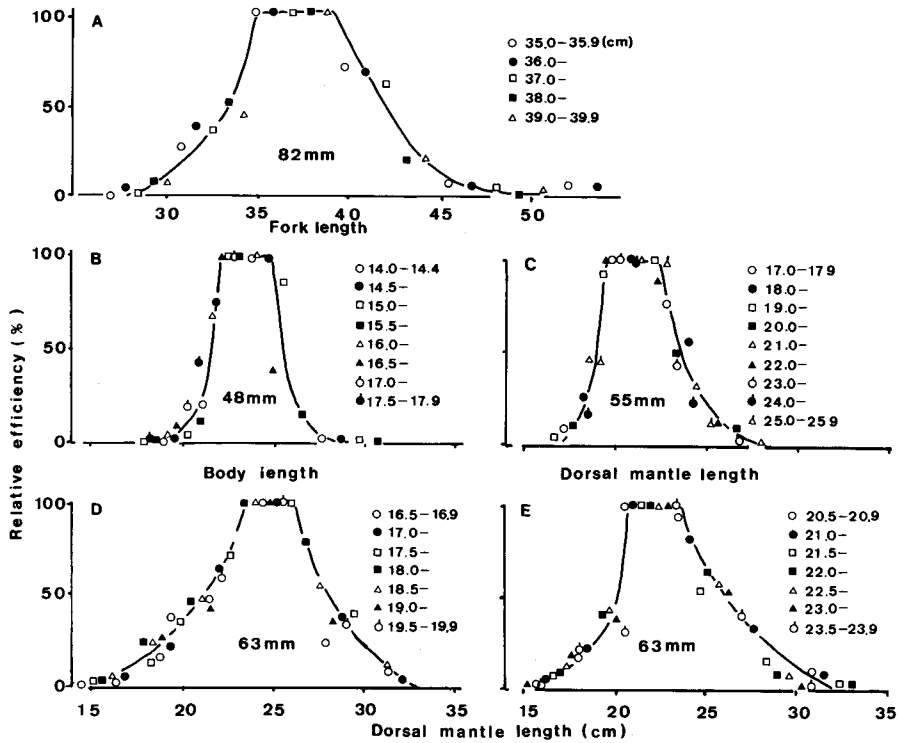 A
100
50
0
82mm
○ 35.0-35.9(cm)
● 36.0-
□ 37.0-
■ 38.0-
△ 39.0-39.9
30 35 40 45 50
Fork length
Relative efficiency (%)
B
100
50
0
48mm
14.0-14.4
14.5-
15.0-
15.5-
16.0-
16.5-
17.0-
17.5-17.9
Body length
C
55mm
17.0-17.9
18.0-
19.0-
20.0-
21.0-
22.0-
23.0-
24.0-
25.0-25.9
Dorsal mantle length
D
100
50
0
63mm
16.5-16.9
17.0-
17.5-
18.0-
18.5-
19.0-
19.5-19.9
15 20 25 30 35
E
63mm
20.5-20.9
21.0-
21.5-
22.0-
22.5-
23.0-
23.5-23.9
15 20 25 30 35
Dorsal mantle length (cm)